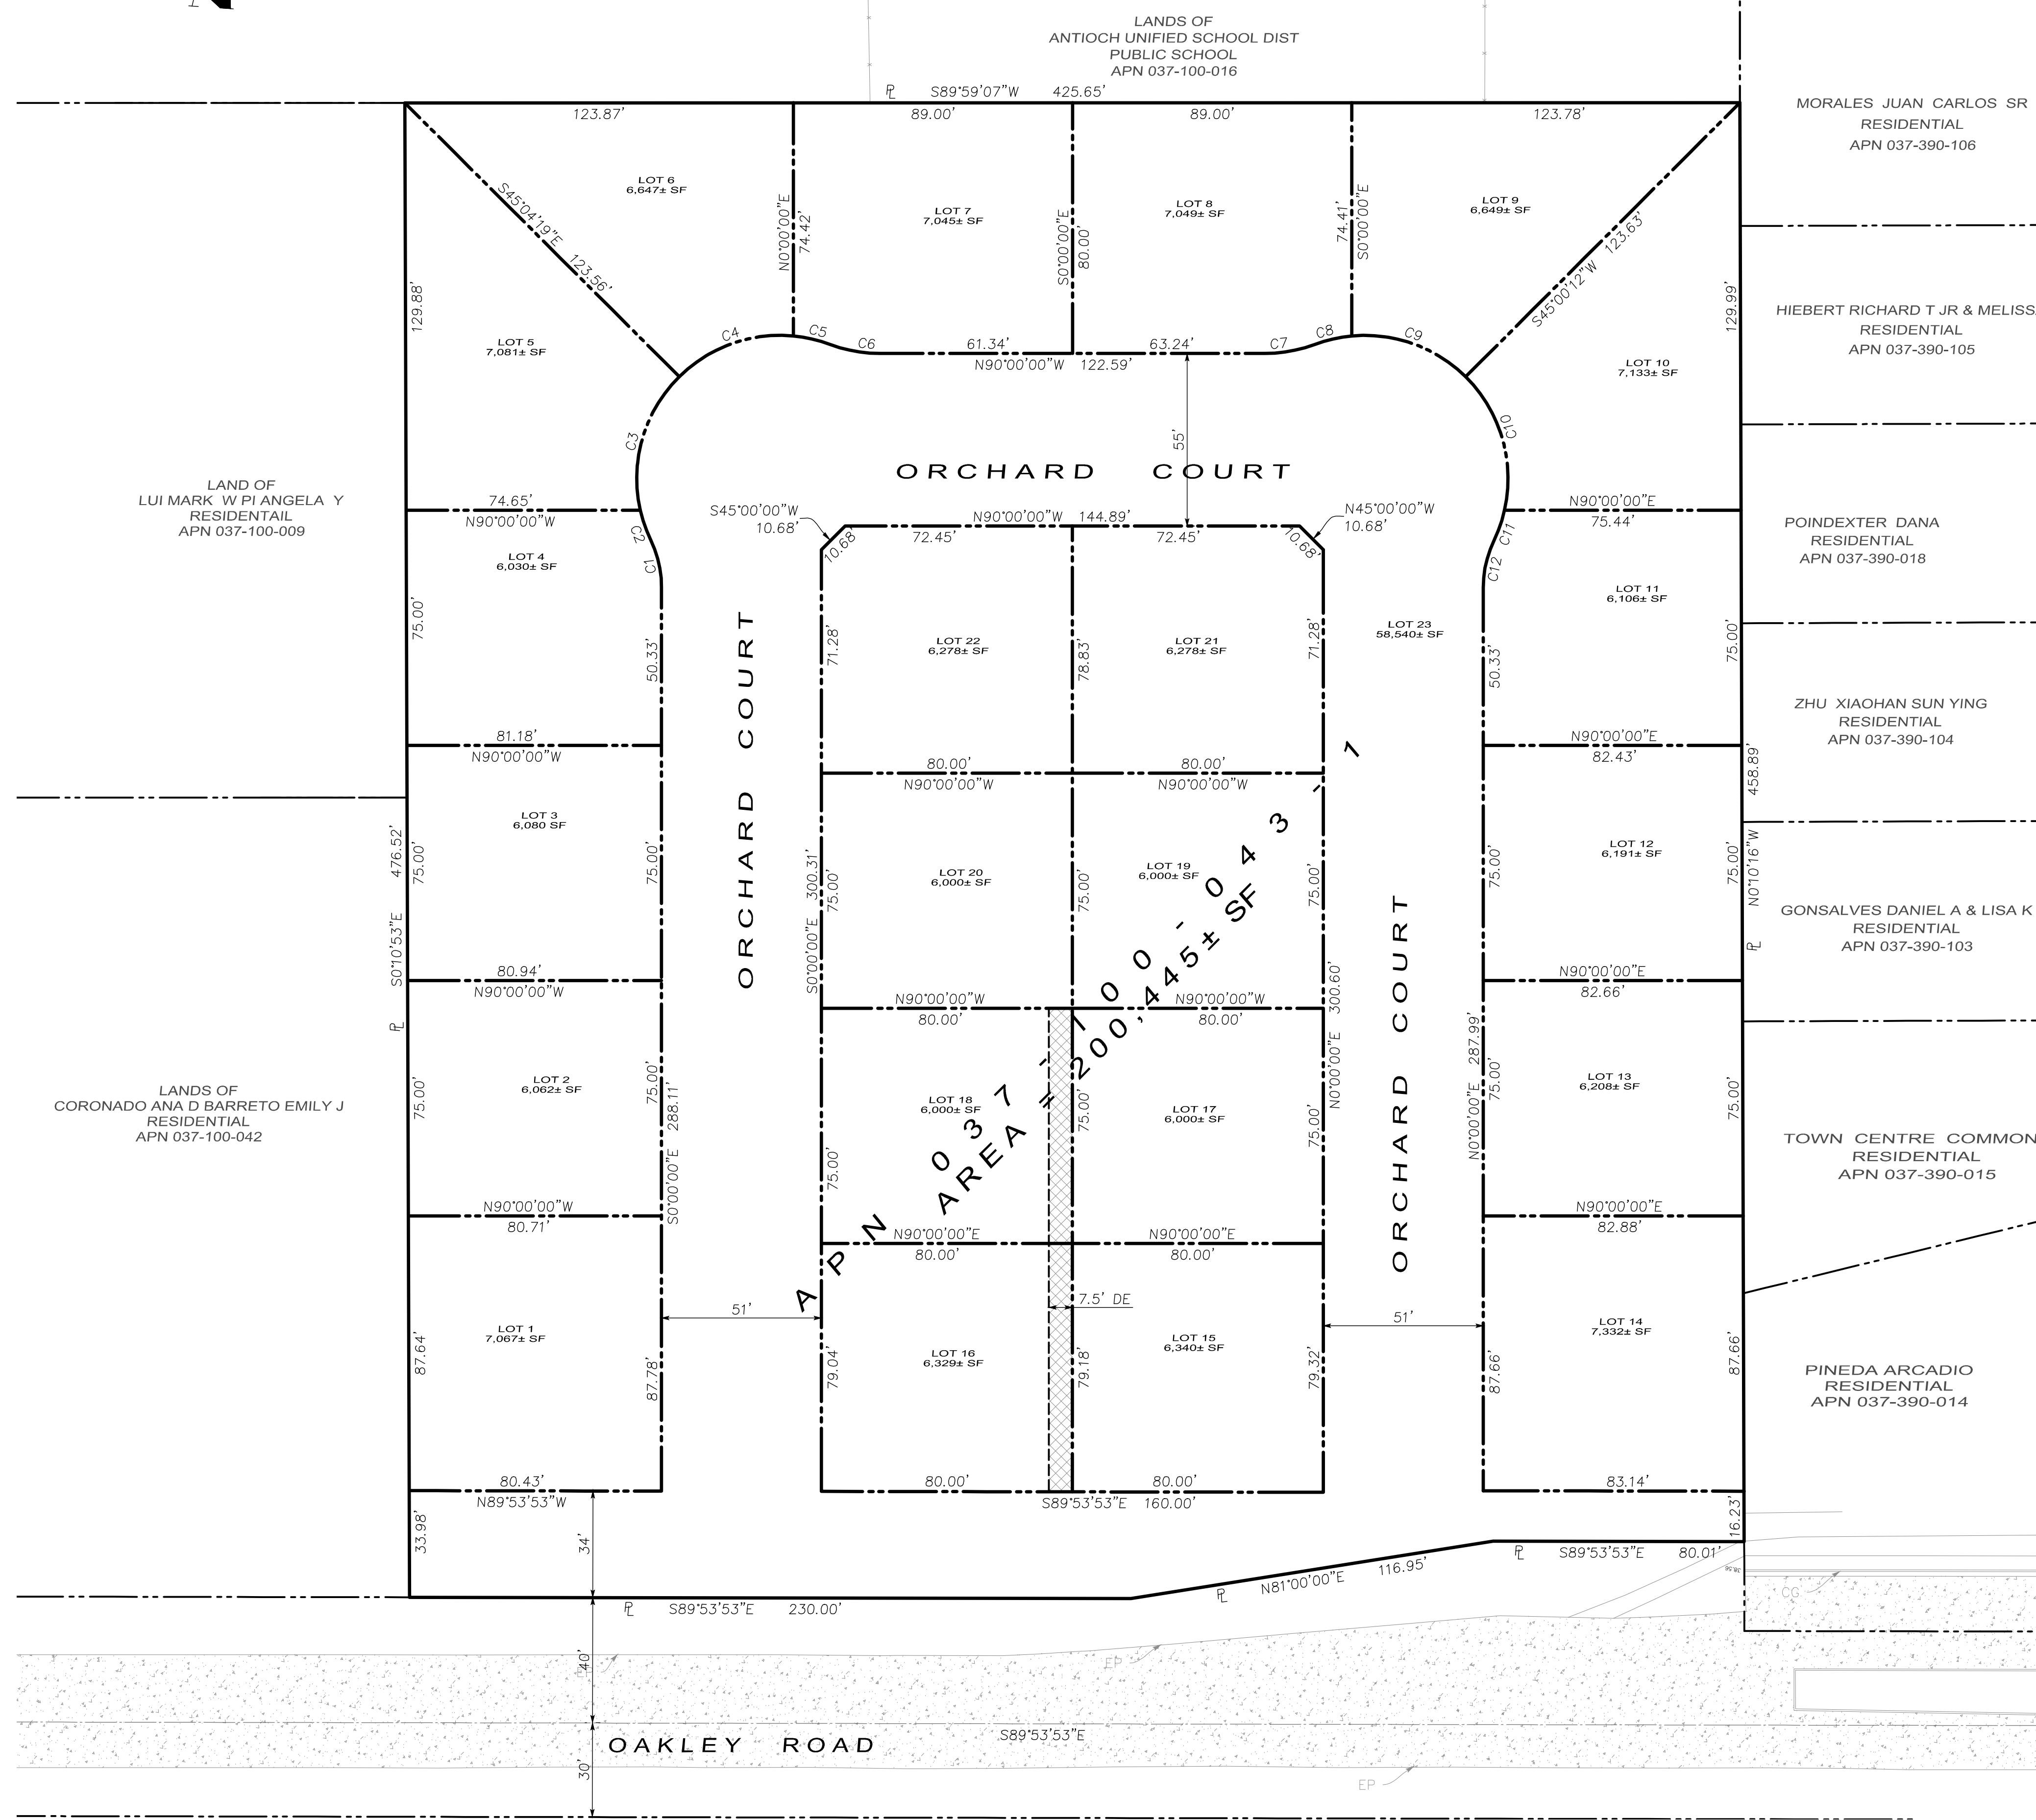 LANDS OF
ANTIOCH UNIFIED SCHOOL DIST
PUBLIC SCHOOL
APN 037-100-016
PL S89°59'07"W 425.65'
123.87'
89.00'
89.00'
123.78'
MORALES JUAN CARLOS SR
RESIDENTIAL
APN 037-390-106
LOT 6
6,647± SF
S45°04'19"E 123.56'
N0°00'00"E
74.42'
LOT 7
7,045± SF
S0°00'00"E
80.00'
LOT 8
7,049± SF
74.41'
S0°00'00"E
LOT 9
6,649± SF
S45°00'12"W 123.63'
129.88'
LOT 5
7,081± SF
C4
C5
C6
61.34'
63.24'
N90°00'00"W 122.59'
C7
C8
C9
129.99'
LOT 10
7,133± SF
HIEBERT RICHARD T JR & MELISS
RESIDENTIAL
APN 037-390-105
C3
55'
C10
ORCHARD COURT
LAND OF
LUI MARK W PI ANGELA Y
RESIDENTAIL
APN 037-100-009
74.65'
N90°00'00"W
C2
C1
S45°00'00"W
10.68'
10.68'
N90°00'00"W 144.89'
72.45'
72.45'
10.68'
N45°00'00"W
10.68'
C11
C12
N90°00'00"E
75.44'
POINDEXTER DANA
RESIDENTIAL
APN 037-390-018
LOT 4
6,030± SF
75.00'
50.33'
ORCHARD COURT
71.28'
LOT 22
6,278± SF
78.83'
LOT 21
6,278± SF
71.28'
LOT 23
58,540± SF
50.33'
LOT 11
6,106± SF
75.00'
ZHU XIAOHAN SUN YING
RESIDENTIAL
APN 037-390-104
81.18'
N90°00'00"W
80.00'
N90°00'00"W
80.00'
N90°00'00"W
N90°00'00"E
82.43'
N0°10'16"W 458.89'
PL
S0°10'53"E 476.52'
PL
75.00'
LOT 3
6,080 SF
75.00'
S0°00'00"E 300.31'
75.00'
LOT 20
6,000± SF
75.00'
LOT 19
6,000± SF
75.00'
ORCHARD COURT
75.00'
LOT 12
6,191± SF
75.00'
GONSALVES DANIEL A & LISA K
RESIDENTIAL
APN 037-390-103
APN 037-100-043-1
AREA = 200,445± SF
80.94'
N90°00'00"W
N90°00'00"W
80.00'
N90°00'00"W
80.00'
N90°00'00"E
82.66'
LANDS OF
CORONADO ANA D BARRETO EMILY J
RESIDENTIAL
APN 037-100-042
75.00'
LOT 2
6,062± SF
75.00'
S0°00'00"E 288.11'
75.00'
LOT 18
6,000± SF
75.00'
LOT 17
6,000± SF
75.00'
N0°00'00"E 300.60'
N0°00'00"E 287.99'
75.00'
LOT 13
6,208± SF
75.00'
TOWN CENTRE COMMON
RESIDENTIAL
APN 037-390-015
N90°00'00"W
80.71'
N90°00'00"E
80.00'
N90°00'00"E
80.00'
N90°00'00"E
82.88'
87.64'
LOT 1
7,067± SF
87.78'
51'
79.04'
LOT 16
6,329± SF
7.5' DE
79.18'
LOT 15
6,340± SF
79.32'
51'
87.66'
LOT 14
7,332± SF
87.66'
PINEDA ARCADIO
RESIDENTIAL
APN 037-390-014
80.43'
N89°53'53"W
80.00'
80.00'
S89°53'53"E 160.00'
83.14'
33.98'
34'
16.23'
PL S89°53'53"E 80.01'
PL N81°00'00"E 116.95'
PL S89°53'53"E 230.00'
CG
40'
EP
EP
S89°53'53"E
OAKLEY ROAD
30'
EP